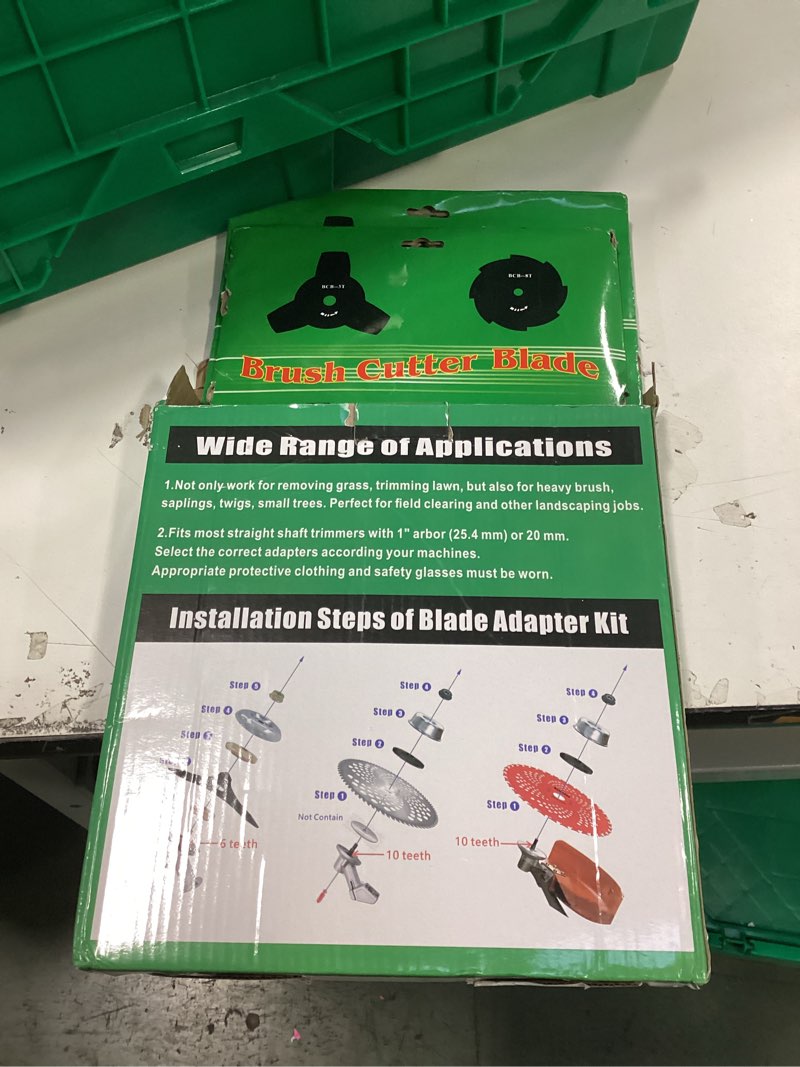 BCB-3T
BCB-8T
Brush Cutter Blade
Wide Range of Applications
1.Not only work for removing grass, trimming lawn, but also for heavy brush,
saplings, twigs, small trees. Perfect for field clearing and other landscaping jobs.
2.Fits most straight shaft trimmers with 1" arbor (25.4 mm) or 20 mm.
Select the correct adapters according your machines.
Appropriate protective clothing and safety glasses must be worn.
Installation Steps of Blade Adapter Kit
Step 5
Step 4
Step 3
6 teeth
Step 4
Step 3
Step 2
Step 1
Not Contain
10 teeth
Step 4
Step 3
Step 2
Step 1
10 teeth